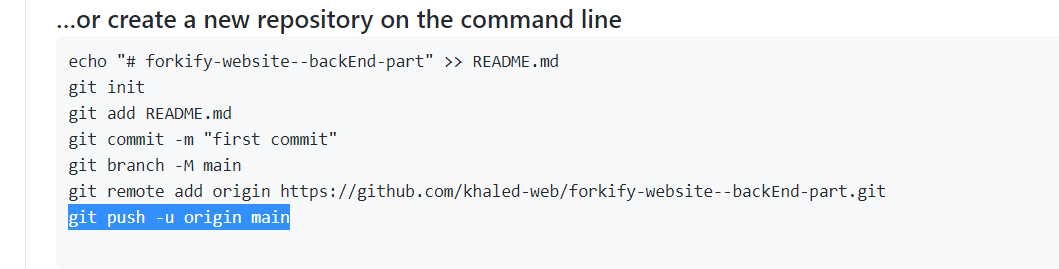 ...or create a new repository on the command line
echo "# forkify-website--backEnd-part" >> README.md
git init
git add README.md
git commit -m "first commit"
git branch -M main
git remote add origin https://github.com/khaled-web/forkify-website--backEnd-part.git
git push -u origin main